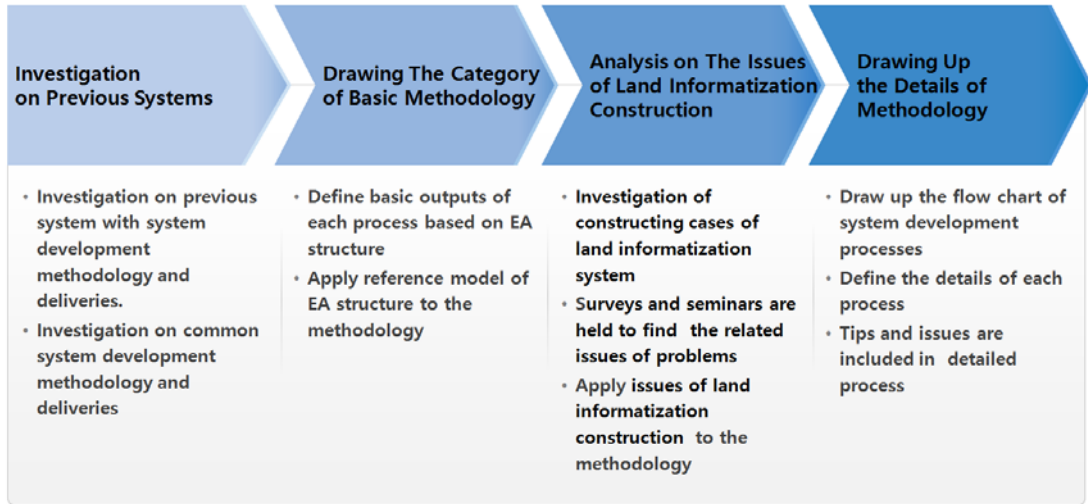 Investigation
on Previous Systems
Drawing The Category
of Basic Methodology
Analysis on The Issues
of Land Informatization
Construction
Drawing Up
the Details of
Methodology
• Investigation on previous
system with system
development
methodology and
deliveries.
• Investigation on common
system development
methodology and
deliveries
• Define basic outputs of
each process based on EA
structure
• Apply reference model of
EA structure to the
methodology
• Investigation of
constructing cases of
land informatization
system
• Surveys and seminars are
held to find the related
issues of problems
• Apply issues of land
informatization
construction to the
methodology
• Draw up the flow chart of
system development
processes
• Define the details of each
process
• Tips and issues are
included in detailed
process